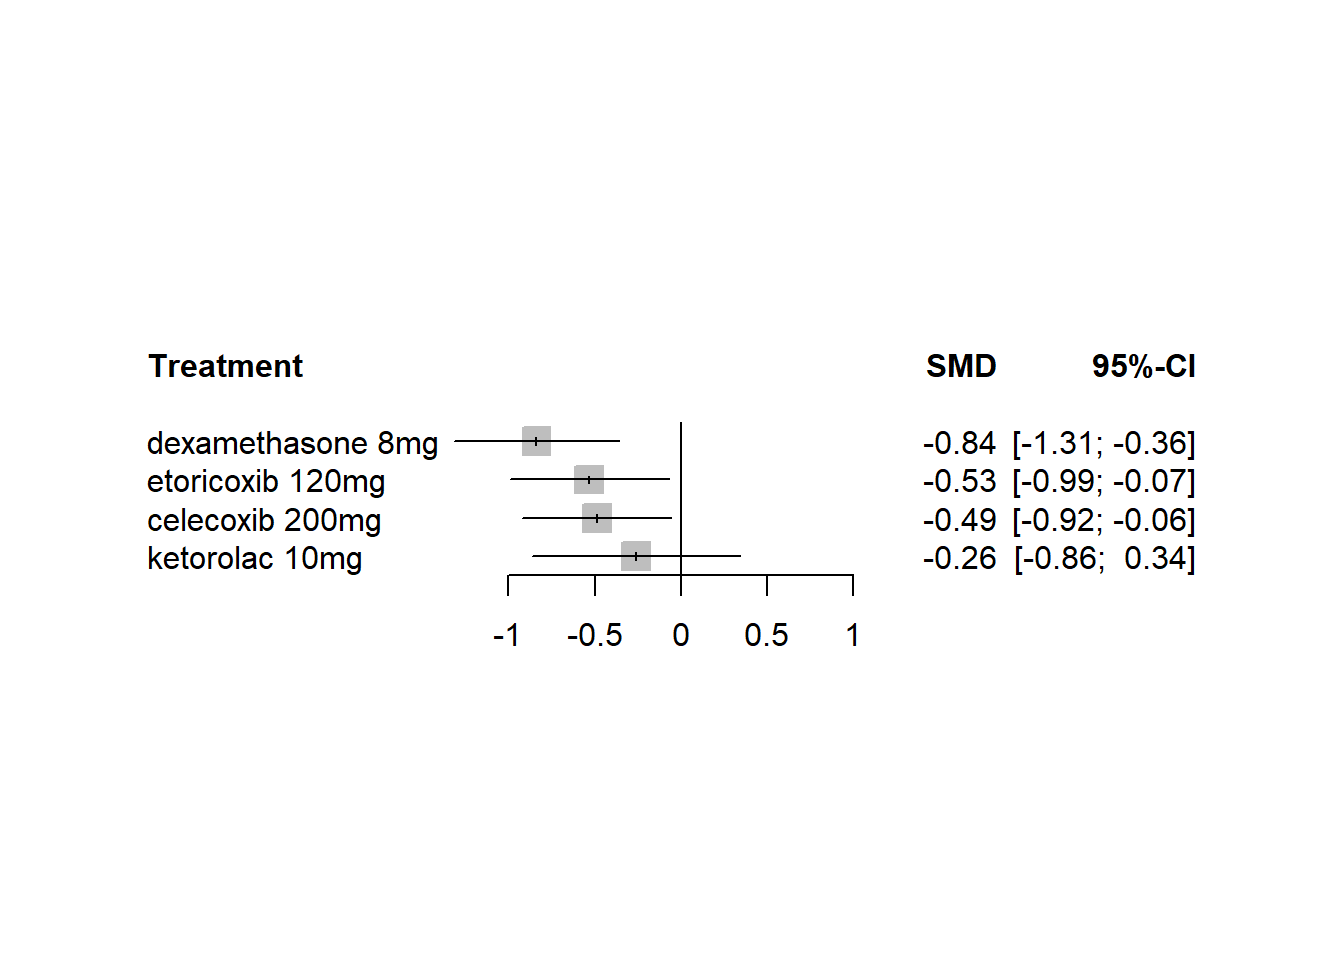 Treatment SMD 95%-CI
dexamethasone 8mg -0.84 [-1.31; -0.36]
etoricoxib 120mg -0.53 [-0.99; -0.07]
celecoxib 200mg -0.49 [-0.92; -0.06]
ketorolac 10mg -0.26 [-0.86; 0.34]
-1 -0.5 0 0.5 1